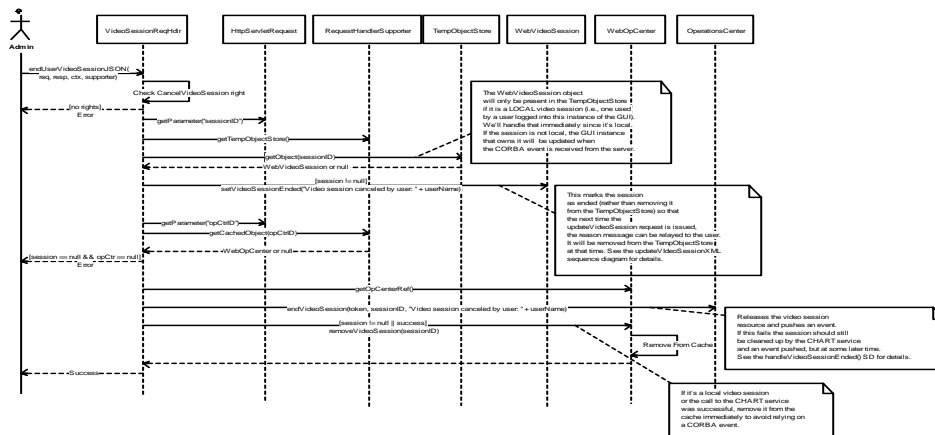 VideoSessionReqHdlr
HttpServletRequest
RequestHandlerSupporter
TempObjectStore
WebVideoSession
WebOpCenter
OperationsCenter
Admin
endUserVideoSessionJSON(
req, resp, ctx, supporter)
Check CancelVideoSession right
[no rights]
Error
getParameter("sessionID")
getTempObjectStore()
getObject(sessionID)
WebVideoSession or null
The WebVideoSession object
will only be present in the TempObjectStore
if it is a LOCAL video session (i.e., one used
by a user logged into this instance of the GUI).
We'll handle that immediately since it's local.
If the session is not local, the GUI instance
that owns it will be updated when
the CORBA event is received from the server.
[session != null]
setVideoSessionEnded("Video session canceled by user: " + userName)
This marks the session
as ended (rather than removing it
from the TempObjectStore) so that
the next time the
updateVideoSession request is issued,
the reason message can be relayed to the user.
It will be removed from the TempObjectStore
at that time. See the updateVIdeoSessionXML
sequence diagram for details.
getParameter("opCtrID")
getCachedObject(opCtrID)
WebOpCenter or null
[session == null && opCtr == null]
Error
getOpCenterRef()
endVideoSession(token, sessionID, "Video session canceled by user: " + userName)
Releases the video session
resource and pushes an event.
If this fails the session should still
be cleaned up by the CHART service
and an event pushed, but at some later time.
See the handleVideoSessionEnded() SD for details.
[session != null || success]
removeVideoSession(sessionID)
Remove From Cache
Success
If it's a local video session
or the call to the CHART service
was successful, remove it from the
cache immediately to avoid relying on
a CORBA event.